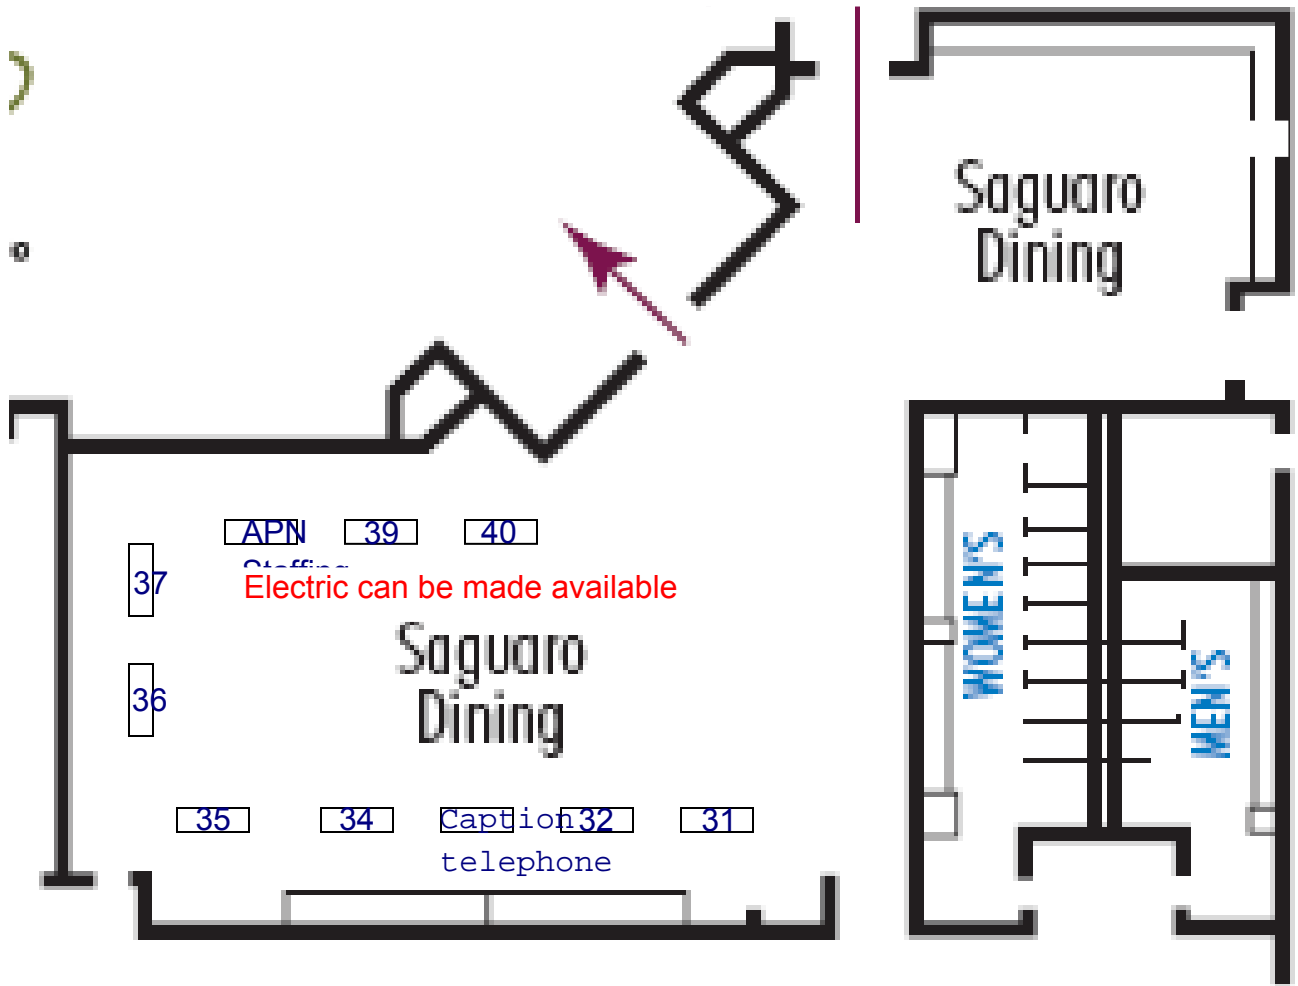 Saguaro
Dining
o
APN
Staffing
39
40
37
Electric can be made available
Saguaro
Dining
36
35
34
Caption
telephone
32
31
WOMEN'S
MEN'S